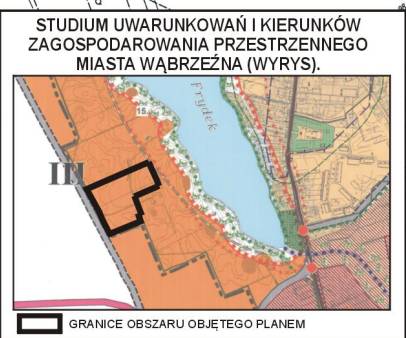 STUDIUM UWARUNKOWAŃ I KIERUNKÓW
ZAGOSPODAROWANIA PRZESTRZENNEGO
MIASTA WĄBRZEŹNA (WYRYS).
Frydek
15
III
GRANICE OBSZARU OBJĘTEGO PLANEM